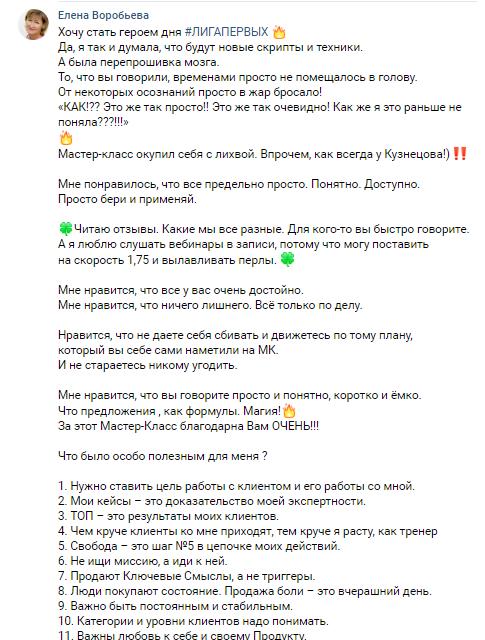 Елена Воробьева
Хочу стать героем дня #ЛИГАПЕРВЫХ 🔥
Да, я так и думала, что будут новые скрипты и техники.
А была перепрошивка мозга.
То, что вы говорили, временами просто не помещалось в голову.
От некоторых осознаний просто в жар бросало!
«КАК!?? Это же так просто!! Это же так очевидно! Как же я это раньше не
поняла???!!!»
🔥
Мастер-класс окупил себя с лихвой. Впрочем, как всегда у Кузнецова!) ‼️
Мне понравилось, что все предельно просто. Понятно. Доступно.
Просто бери и применяй.
🍀Читаю отзывы. Какие мы все разные. Для кого-то вы быстро говорите.
А я люблю слушать вебинары в записи, потому что могу поставить
на скорость 1,75 и вылавливать перлы. 🍀
Мне нравится, что все у вас очень достойно.
Мне нравится, что ничего лишнего. Всё только по делу.
Нравится, что не даете себя сбивать и движетесь по тому плану,
который вы себе сами наметили на МК.
И не стараетесь никому угодить.
Мне нравится, что вы говорите просто и понятно, коротко и ёмко.
Что предложения , как формулы. Магия!🔥
За этот Мастер-Класс благодарна Вам ОЧЕНЬ!!!
Что было особо полезным для меня ?
1. Нужно ставить цель работы с клиентом и его работы со мной.
2. Мои кейсы – это доказательство моей экспертности.
3. ТОП – это результаты моих клиентов.
4. Чем круче клиенты ко мне приходят, тем круче я расту, как тренер
5. Свобода – это шаг №5 в цепочке моих действий.
6. Не ищи миссию, а иди к ней.
7. Продают Ключевые Смыслы, а не триггеры.
8. Люди покупают состояние. Продажа боли – это вчерашний день.
9. Важно быть постоянным и стабильным.
10. Категории и уровни клиентов надо понимать.
11. Важны любовь к себе и своему Продукту.